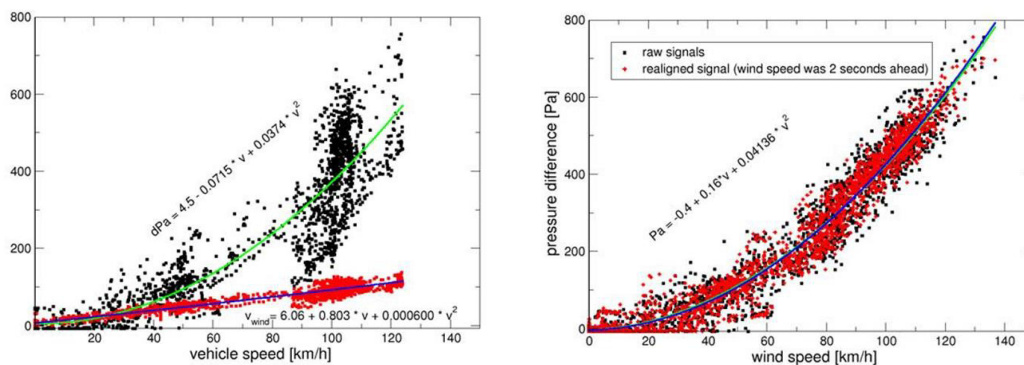 800
600
400
200
0
dPa = 4.5 - 0.0715 * v + 0.0374 * v2
vwind = 6.06 + 0.803 * v + 0,000600 * v2
0 20 40 60 80 100 120 140
vehicle speed [km/h]
800
600
400
200
0
pressure difference [Pa]
raw signals
realigned signal (wind speed was 2 seconds ahead)
Pa = -0.4 + 0.16*v + 0.04136 * v2
0 20 40 60 80 100 120 140
wind speed [km/h]